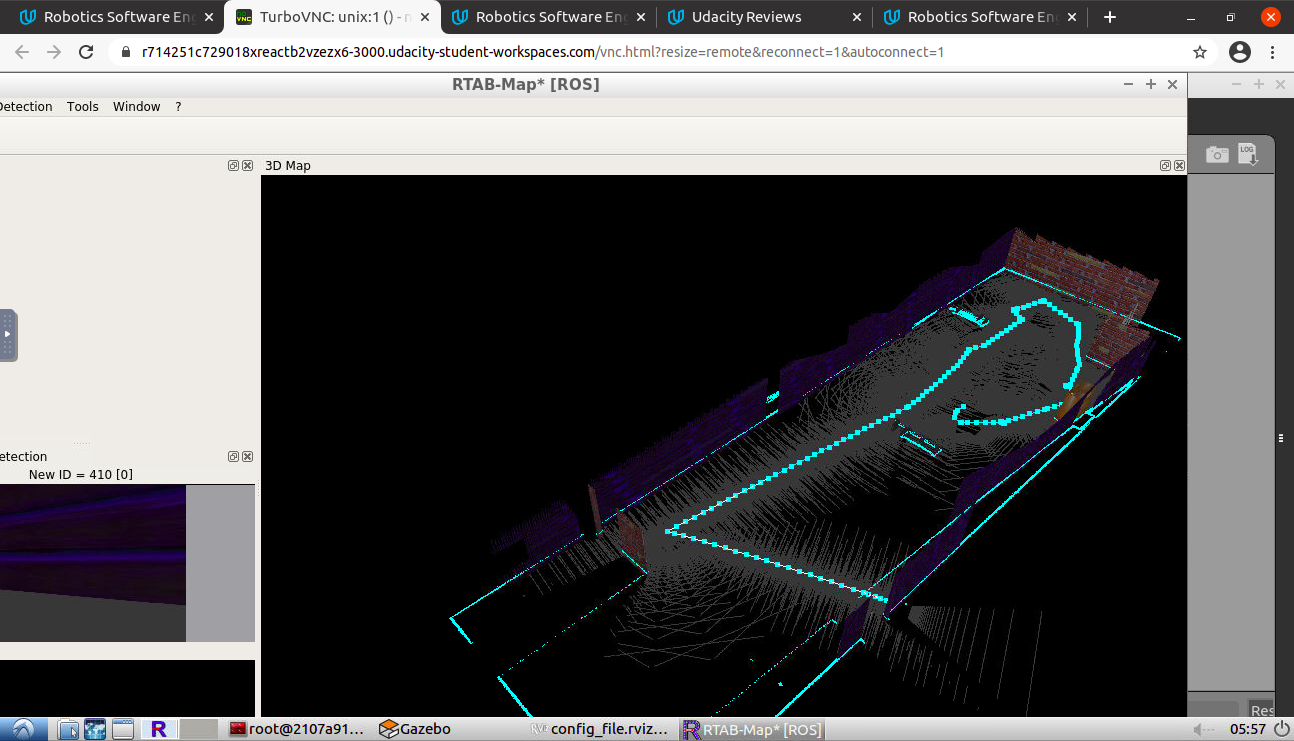 Robotics Software En
TurboVNC: unix:1 () - n
Robotics Software En
Udacity Reviews
Robotics Software En
r714251c729018xreactb2vzezx6-3000.udacity-student-workspaces.com/vnc.html?resize=remote&reconnect=1&autoconnect=1
RTAB-Map* [ROS]
Detection Tools Window ?
3D Map
LOG
etection
New ID = 410 [0]
Res
root@2107a91...
Gazebo
config_file.rviz...
RTAB-Map* [ROS]
05:57